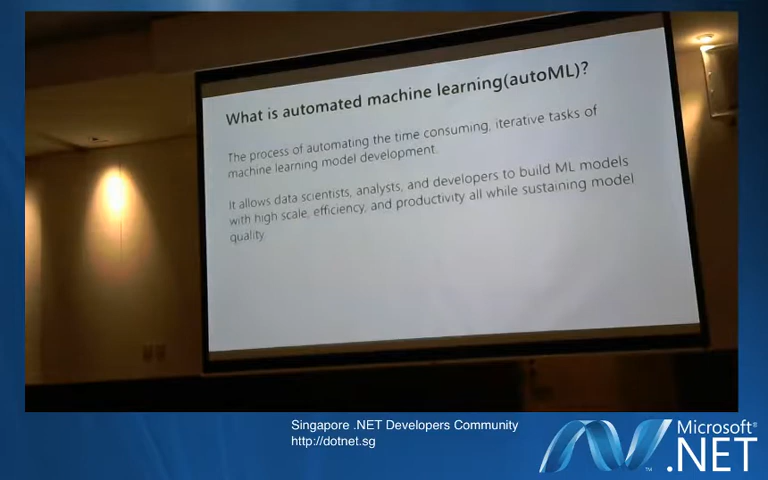 What is automated machine learning(autoML)?
The process of automating the time consuming, iterative tasks of
machine learning model development.
It allows data scientists, analysts, and developers to build ML models
with high scale, efficiency, and productivity all while sustaining model
quality.
Singapore .NET Developers Community
http://dotnet.sg
Microsoft®
.NET